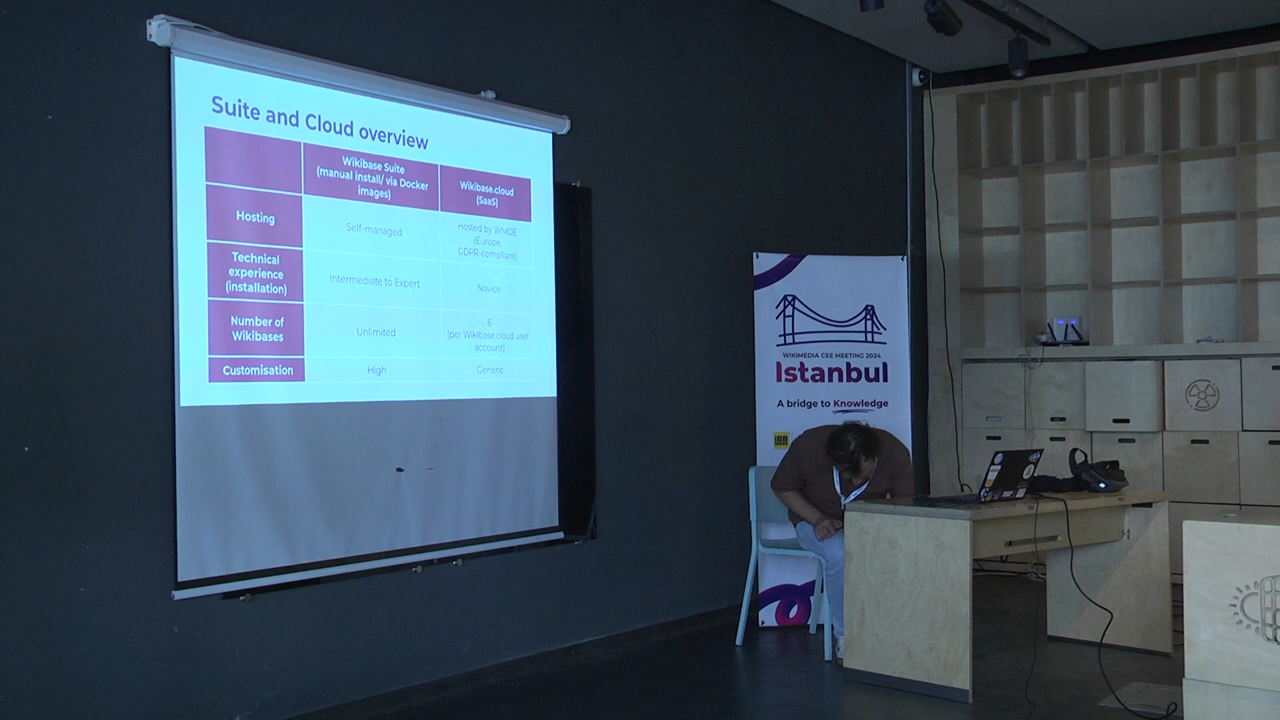 Suite and Cloud overview
Wikibase Suite
(manual install/ via Docker
images)
Wikibase.cloud
(SaaS)
Hosting
Self-managed
Hosted by WMDE
(Europe,
GDPR-compliant)
Technical
experience
(installation)
Intermediate to Expert
Novice
Number of
Wikibases
Unlimited
6
(per Wikibase.cloud user
account)
Customisation
High
Generic
WIKIMEDIA CEE MEETING 2024
Istanbul
A bridge to Knowledge